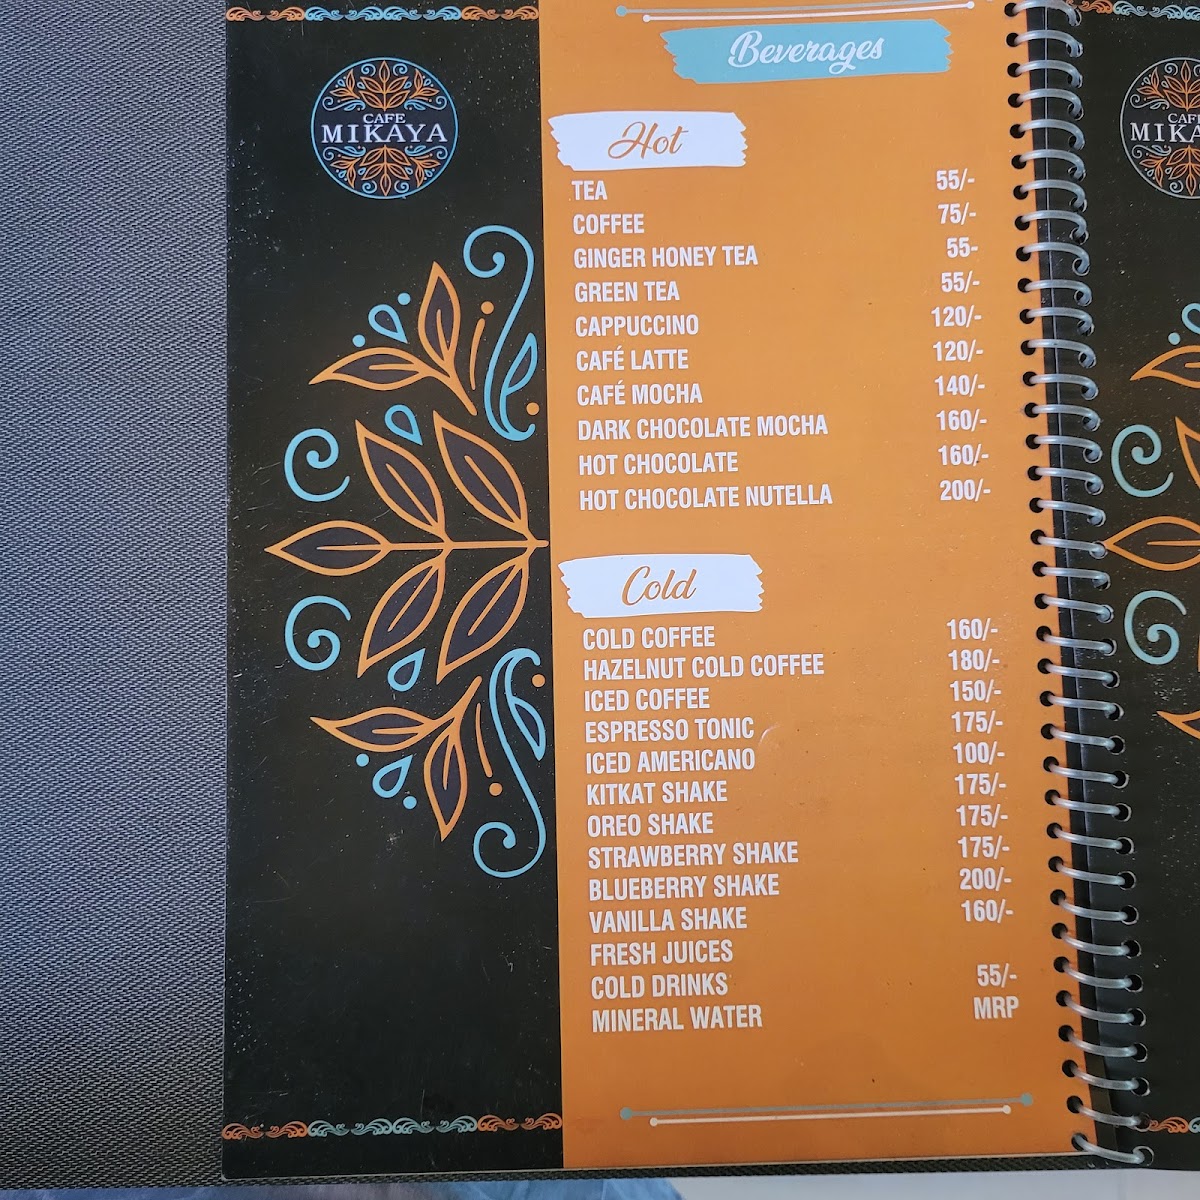 CAFE
MIKAYA
Beverages
Hot
TEA 55/-
COFFEE 75/-
GINGER HONEY TEA 55-
GREEN TEA 55/-
CAPPUCCINO 120/-
CAFÉ LATTE 120/-
CAFÉ MOCHA 140/-
DARK CHOCOLATE MOCHA 160/-
HOT CHOCOLATE 160/-
HOT CHOCOLATE NUTELLA 200/-
Cold
COLD COFFEE 160/-
HAZELNUT COLD COFFEE 180/-
ICED COFFEE 150/-
ESPRESSO TONIC 175/-
ICED AMERICANO 100/-
KITKAT SHAKE 175/-
OREO SHAKE 175/-
STRAWBERRY SHAKE 175/-
BLUEBERRY SHAKE 200/-
VANILLA SHAKE 160/-
FRESH JUICES
COLD DRINKS 55/-
MINERAL WATER MRP
CAFE
MIKA